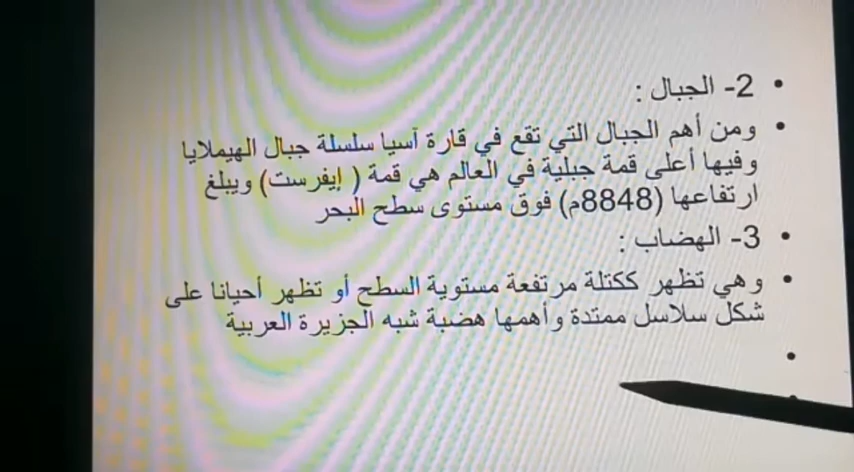 • 2- الجبال :
• ومن أهم الجبال التي تقع في قارة آسيا سلسلة جبال الهيملايا
وفيها أعلى قمة جبلية في العالم هي قمة ( إيفرست) ويبلغ
ارتفاعها (8848م) فوق مستوى سطح البحر
• 3- الهضاب :
• وهي تظهر ككتلة مرتفعة مستوية السطح أو تظهر أحيانا على
شكل سلاسل ممتدة وأهمها هضبة شبه الجزيرة العربية